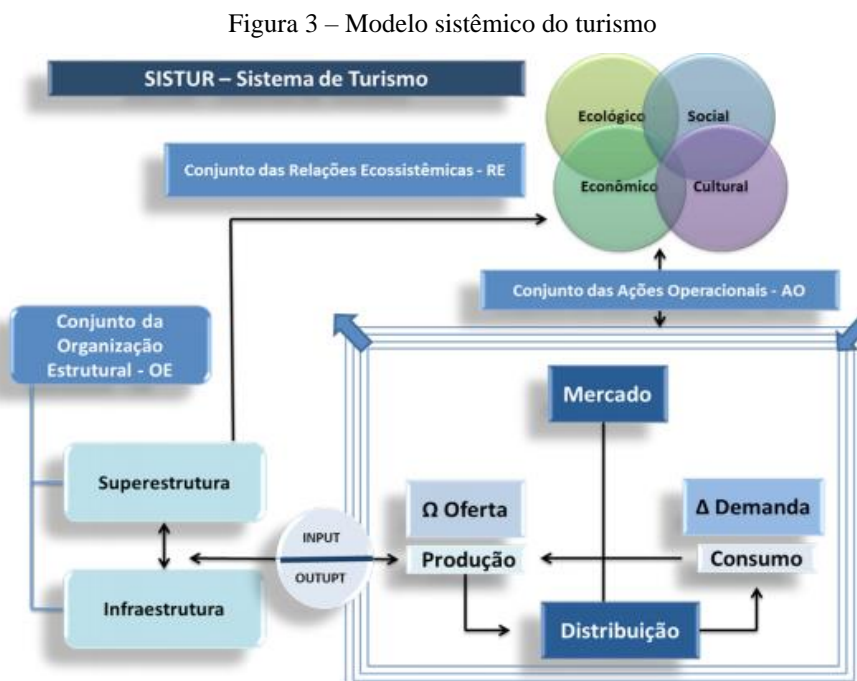 Figura 3 – Modelo sistêmico do turismo
SISTUR – Sistema de Turismo
Ecológico
Social
Conjunto das Relações Ecossistêmicas - RE
Econômico
Cultural
Conjunto das Ações Operacionais - AO
Conjunto da
Organização
Estrutural - OE
Mercado
Superestrutura
Ω Oferta
Δ Demanda
INPUT
Produção
Consumo
OUTUPT
Infraestrutura
Distribuição